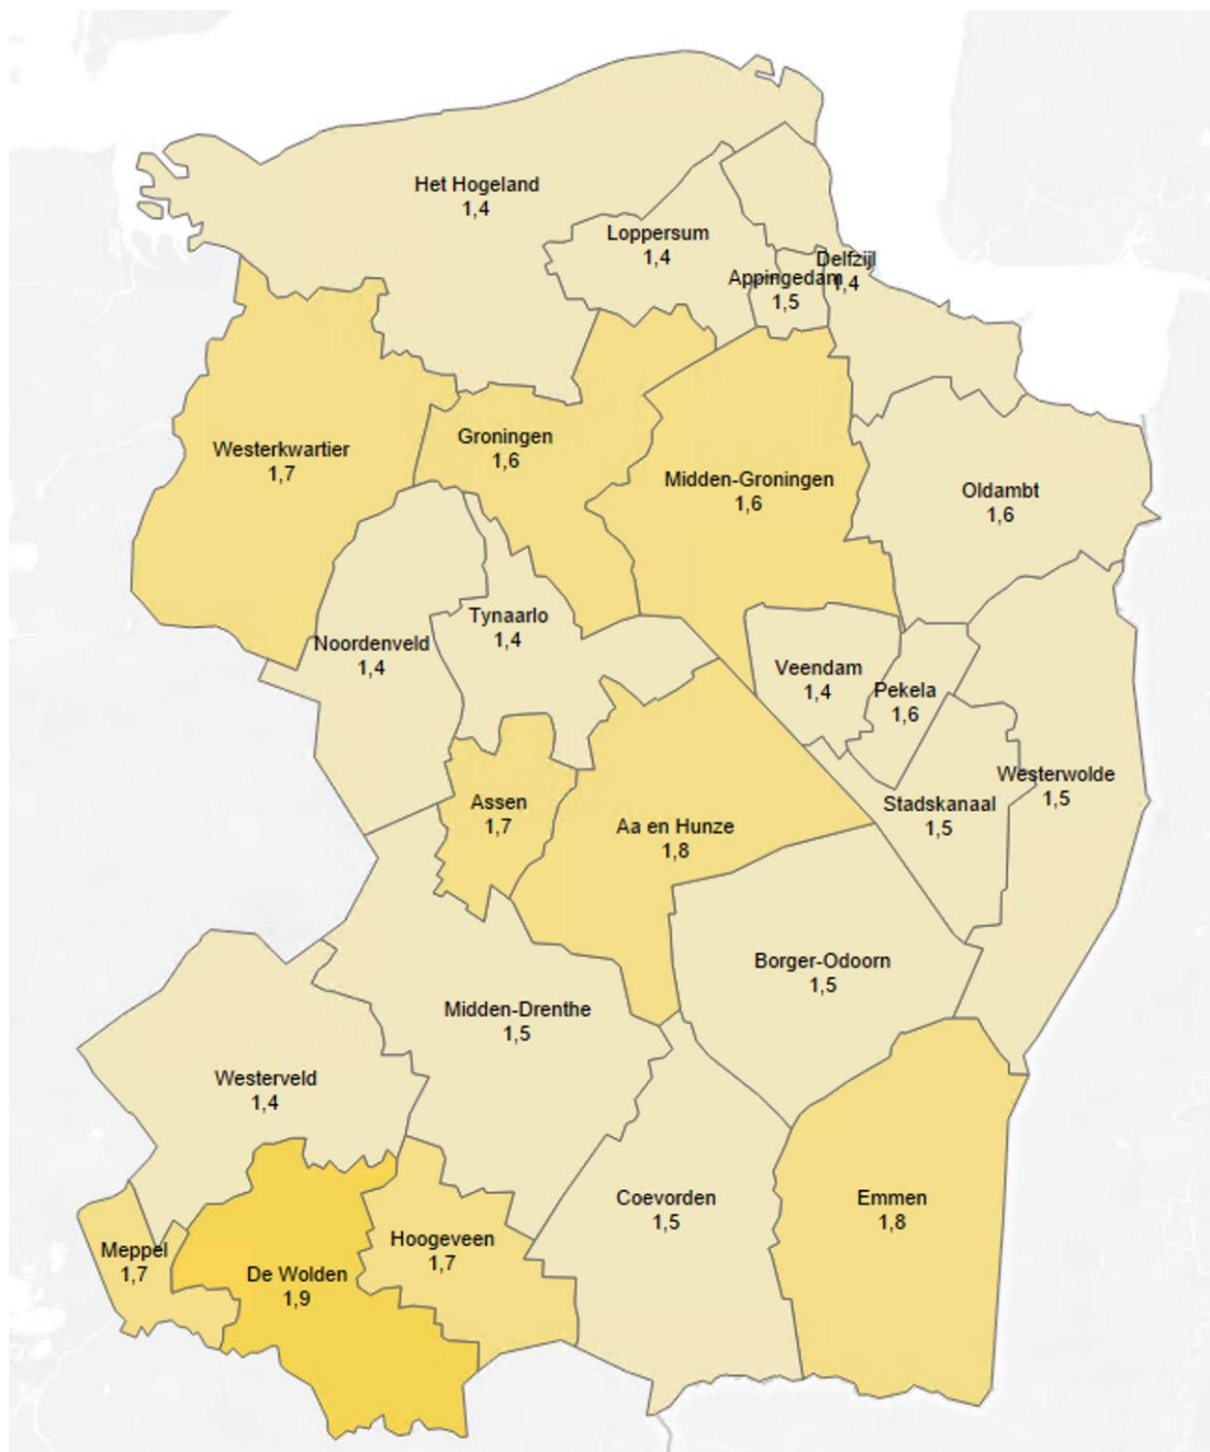 Het Hogeland
1,4
Loppersum
1,4
Delfzijl
1,4
Appingedam
1,5
Westerkwartier
1,7
Groningen
1,6
Midden-Groningen
1,6
Oldambt
1,6
Noordenveld
1,4
Tynaarlo
1,4
Veendam
1,4
Pekela
1,6
Westerwolde
1,5
Stadskanaal
1,5
Assen
1,7
Aa en Hunze
1,8
Borger-Odoorn
1,5
Midden-Drenthe
1,5
Westerveld
1,4
Coevorden
1,5
Emmen
1,8
Meppel
1,7
Hoogeveen
1,7
De Wolden
1,9